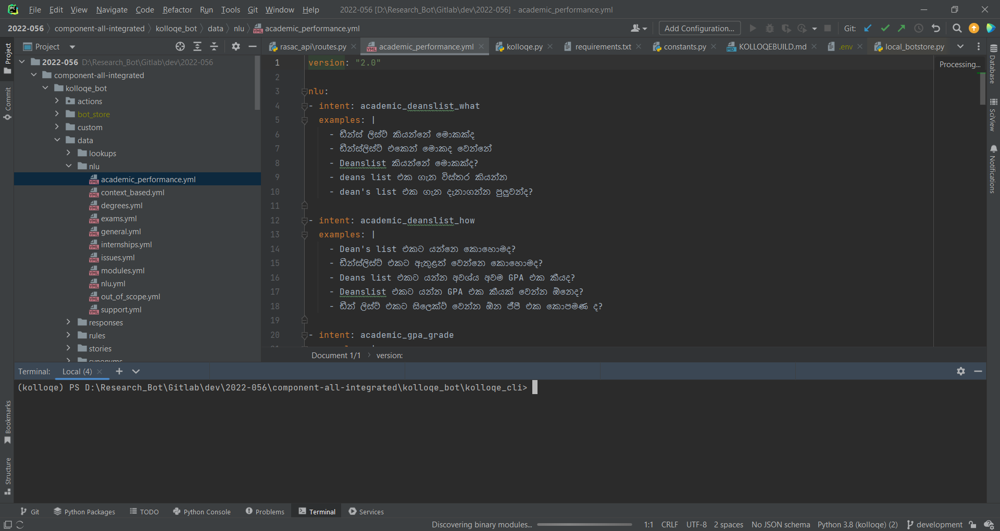 File Edit View Navigate Code Refactor Run Tools Git Window Help 2022-056 [D:\Research_Bot\Gitlab\dev\2022-056] - academic_performance.yml
2022-056 component-all-integrated kolloqe_bot data nlu academic_performance.yml Add Configuration... Git:
Project
rasac_api\routes.py academic_performance.yml kolloqe.py requirements.txt constants.py KOLLOQEBUILD.md .env local_botstore.py
2022-056 D:\Research_Bot\Gitlab\dev\2022-056
component-all-integrated
kolloqe_bot
actions
bot_store
custom
data
lookups
nlu
academic_performance.yml
context_based.yml
degrees.yml
exams.yml
general.yml
internships.yml
issues.yml
modules.yml
nlu.yml
out_of_scope.yml
support.yml
responses
rules
stories
synonyms
Project
Commit
Bookmarks
Structure
1 version: "2.0"
2
3 nlu:
4 - intent: academic_deanslist_what
5 examples: |
6 - ඩීන්ස් ලිස්ට් කියන්නේ මොකක්ද
7 - ඩීන්ස්ලිස්ට් එකෙන් මොකද වෙන්නේ
8 - Deanslist කියන්නේ මොකක්ද?
9 - deans list එක ගැන විස්තර කියන්න
10 - dean's list එක ගැන දැනගන්න පුලුවන්ද?
11
12 - intent: academic_deanslist_how
13 examples: |
14 - Dean's list එකට යන්නෙ කොහොමද?
15 - ඩීන්ස්ලිස්ට් එකට ඇතුළත් වෙන්නෙ කොහොමද?
16 - Deans list එකට යන්න අවශ්ය අවම GPA එක කීයද?
17 - Deanslist එකට යන්න GPA එක කීයක් වෙන්න ඕනෙද?
18 - ඩීන් ලිස්ට් එකට සිලෙක්ට් වෙන්න ඕන ජීපී එක කොපමණ ද?
19
20 - intent: academic_gpa_grade
Processing...
Document 1/1 version:
Database
SciView
Notifications
Terminal: Local (4)
(kolloqe) PS D:\Research_Bot\Gitlab\dev\2022-056\component-all-integrated\kolloqe_bot\kolloqe_cli>
Git Python Packages TODO Python Console Problems Terminal Services
Discovering binary modules... 1:1 CRLF UTF-8 2 spaces No JSON schema Python 3.8 (kolloqe) (2) development